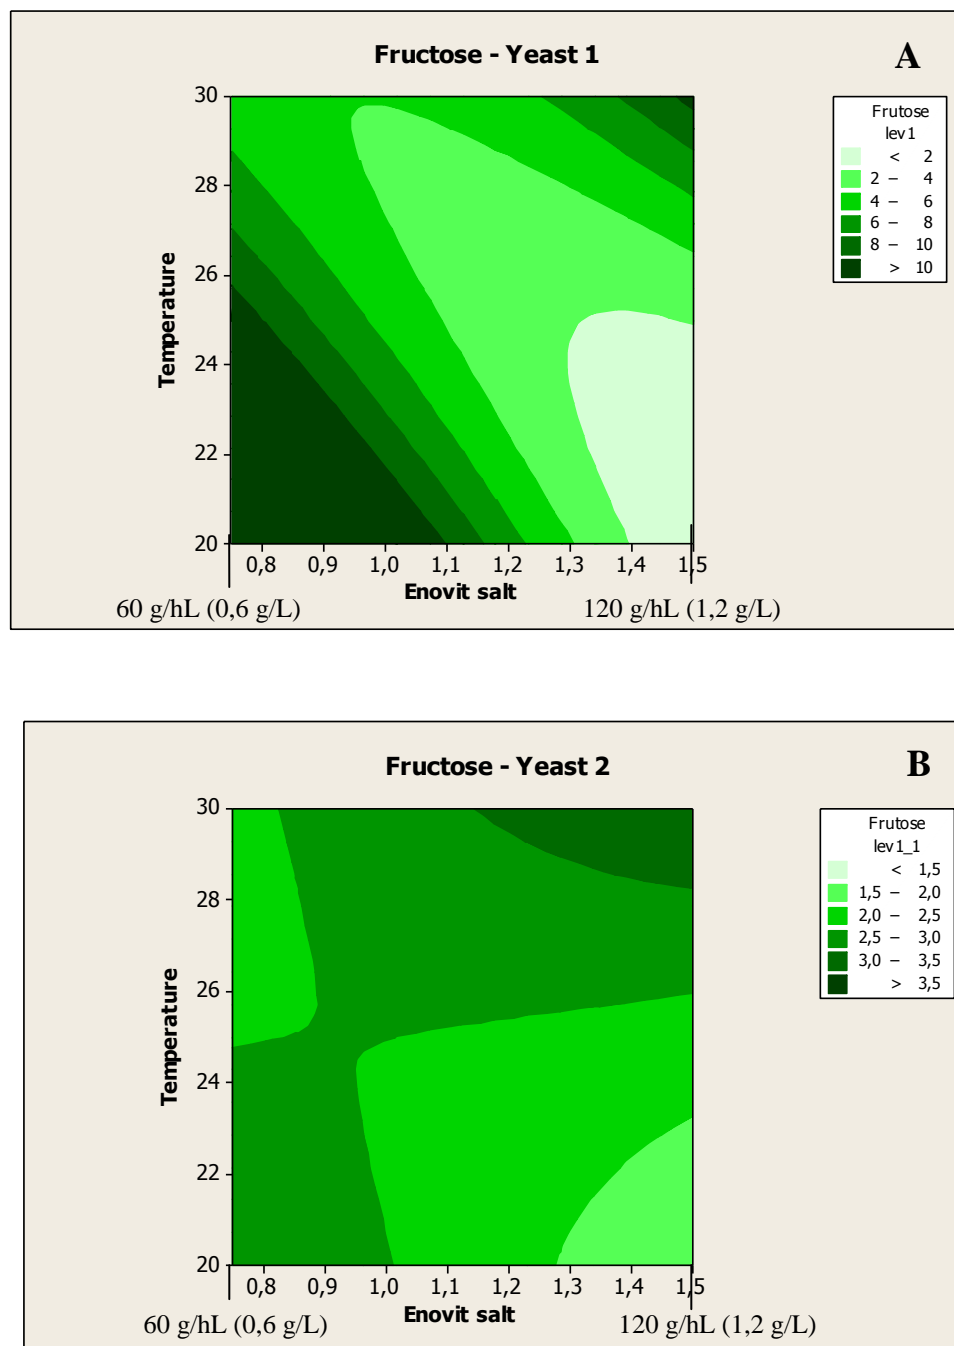 Fructose - Yeast 1
A
Frutose
lev1
< 2
2 – 4
4 – 6
6 – 8
8 – 10
> 10
Temperature
30
28
26
24
22
20
0,8 0,9 1,0 1,1 1,2 1,3 1,4 1,5
Enovit salt
60 g/hL (0,6 g/L) 120 g/hL (1,2 g/L)
Fructose - Yeast 2
B
Frutose
lev1_1
< 1,5
1,5 – 2,0
2,0 – 2,5
2,5 – 3,0
3,0 – 3,5
> 3,5
Temperature
30
28
26
24
22
20
0,8 0,9 1,0 1,1 1,2 1,3 1,4 1,5
Enovit salt
60 g/hL (0,6 g/L) 120 g/hL (1,2 g/L)